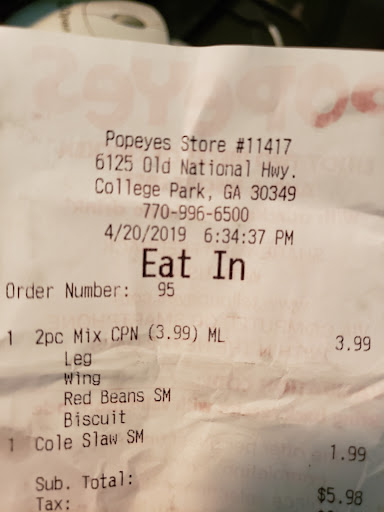 Popeyes Store #11417
6125 Old National Hwy.
College Park, GA 30349
770-996-6500
4/20/2019 6:34:37 PM
Eat In
Order Number: 95
1 2pc Mix CPN (3.99) ML 3.99
Leg
Wing
Red Beans SM
Biscuit
1 Cole Slaw SM 1.99
Sub. Total: $5.98
Tax: